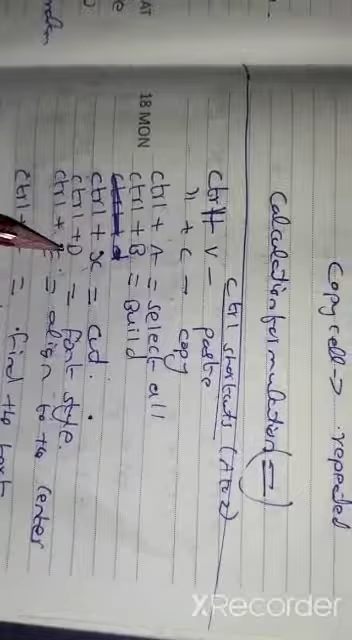 Copy cell -> repeated
Calculation formulation (=)
ctrl shortcuts (A to Z)
ctrl + V - paste
" + C - copy
18 MON
ctrl + A = select all
ctrl + B = Build
ctrl + X = cut.
ctrl + D = font style.
ctrl + = align to the center
ctrl = find the text
XRecorder